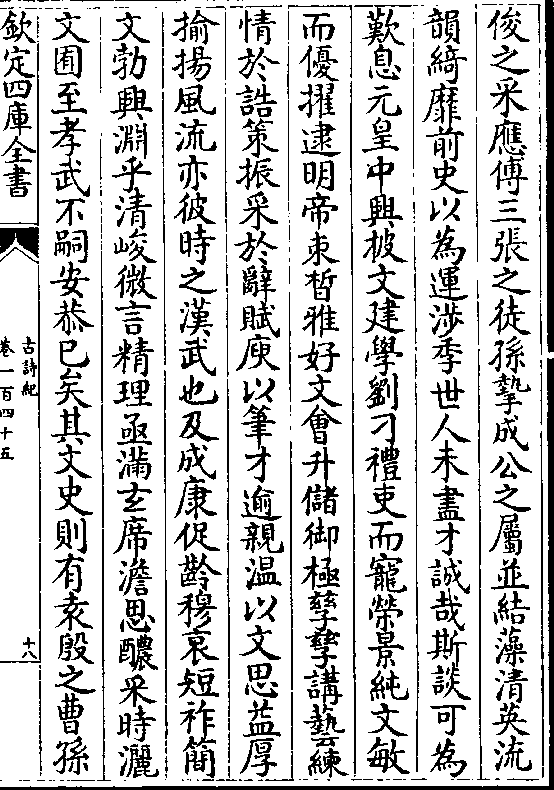 俊之采應傅三張之徒孫摯成公之屬並結藻清英流
韻綺靡前史以為運涉季世人未盡才誠哉斯談可為
歎息元皇中興披文建學劉刁禮吏而寵榮景純文敏
而優擢逮明帝束晳雅好文會升儲御極孳孳講藝練
情於誥策振采於辭賦庾以筆才逾親温以文思益厚
揄揚風流亦彼時之漢武也及成康促齡穆哀短祚簡
文勃興淵乎清峻微言精理亟滿玄席澹思醲采時灑
文囿至孝武不嗣安恭已矣其文史則有袁殷之曹孫
欽定四庫全書
古詩紀
卷一百四十五
十八